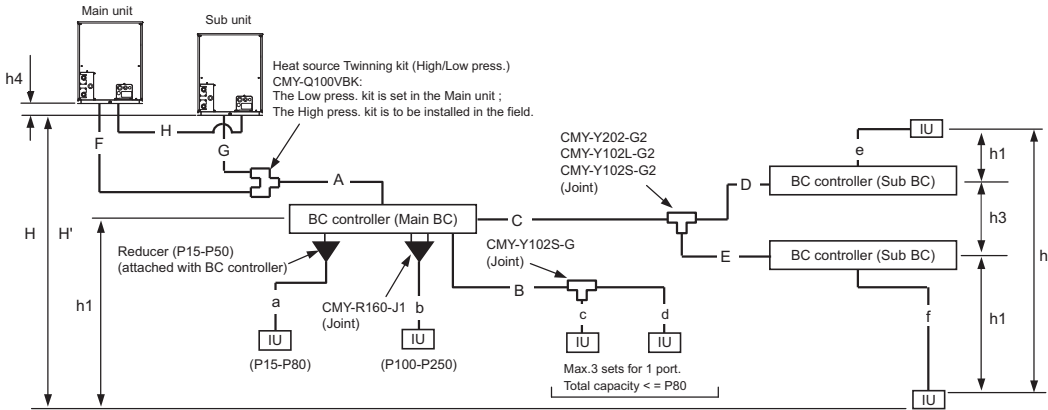 Main unit
Sub unit
h4
Heat source Twinning kit (High/Low press.)
CMY-Q100VBK:
The Low press. kit is set in the Main unit ;
The High press. kit is to be installed in the field.
H
F
G
A
CMY-Y202-G2
CMY-Y102L-G2
CMY-Y102S-G2
(Joint)
IU
e
h1
D
BC controller (Sub BC)
BC controller (Main BC)
C
h3
H
H'
h
Reducer (P15-P50)
(attached with BC controller)
CMY-Y102S-G
(Joint)
E
BC controller (Sub BC)
h1
a
CMY-R160-J1
(Joint)
b
B
c
d
f
h1
IU
(P15-P80)
IU
(P100-P250)
IU
IU
Max.3 sets for 1 port.
Total capacity < = P80
IU